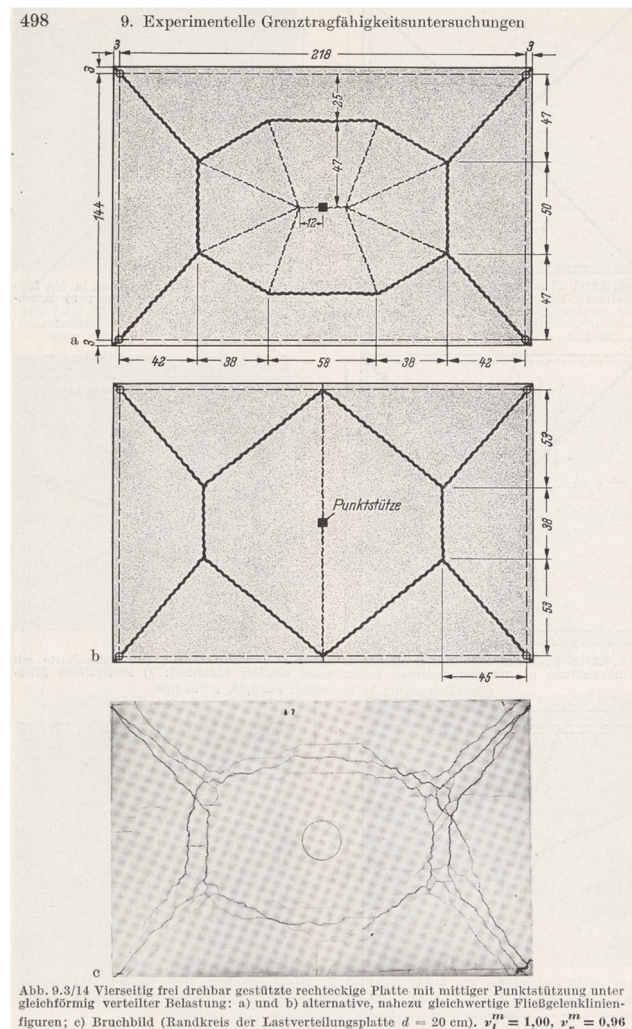 498
9. Experimentelle Grenztragfähigkeitsuntersuchungen
3
218
3
3
25
47
47
144
12
50
47
a
3
42
38
58
38
42
53
Punktstütze
38
53
b
45
A 7
c
Abb. 9.3/14 Vierseitig frei drehbar gestützte rechteckige Platte mit mittiger Punktstützung unter
gleichförmig verteilter Belastung: a) und b) alternative, nahezu gleichwertige Fließgelenklinien-
figuren; c) Bruchbild (Randkreis der Lastverteilungsplatte d = 20 cm).
= 1,00,
= 0,96